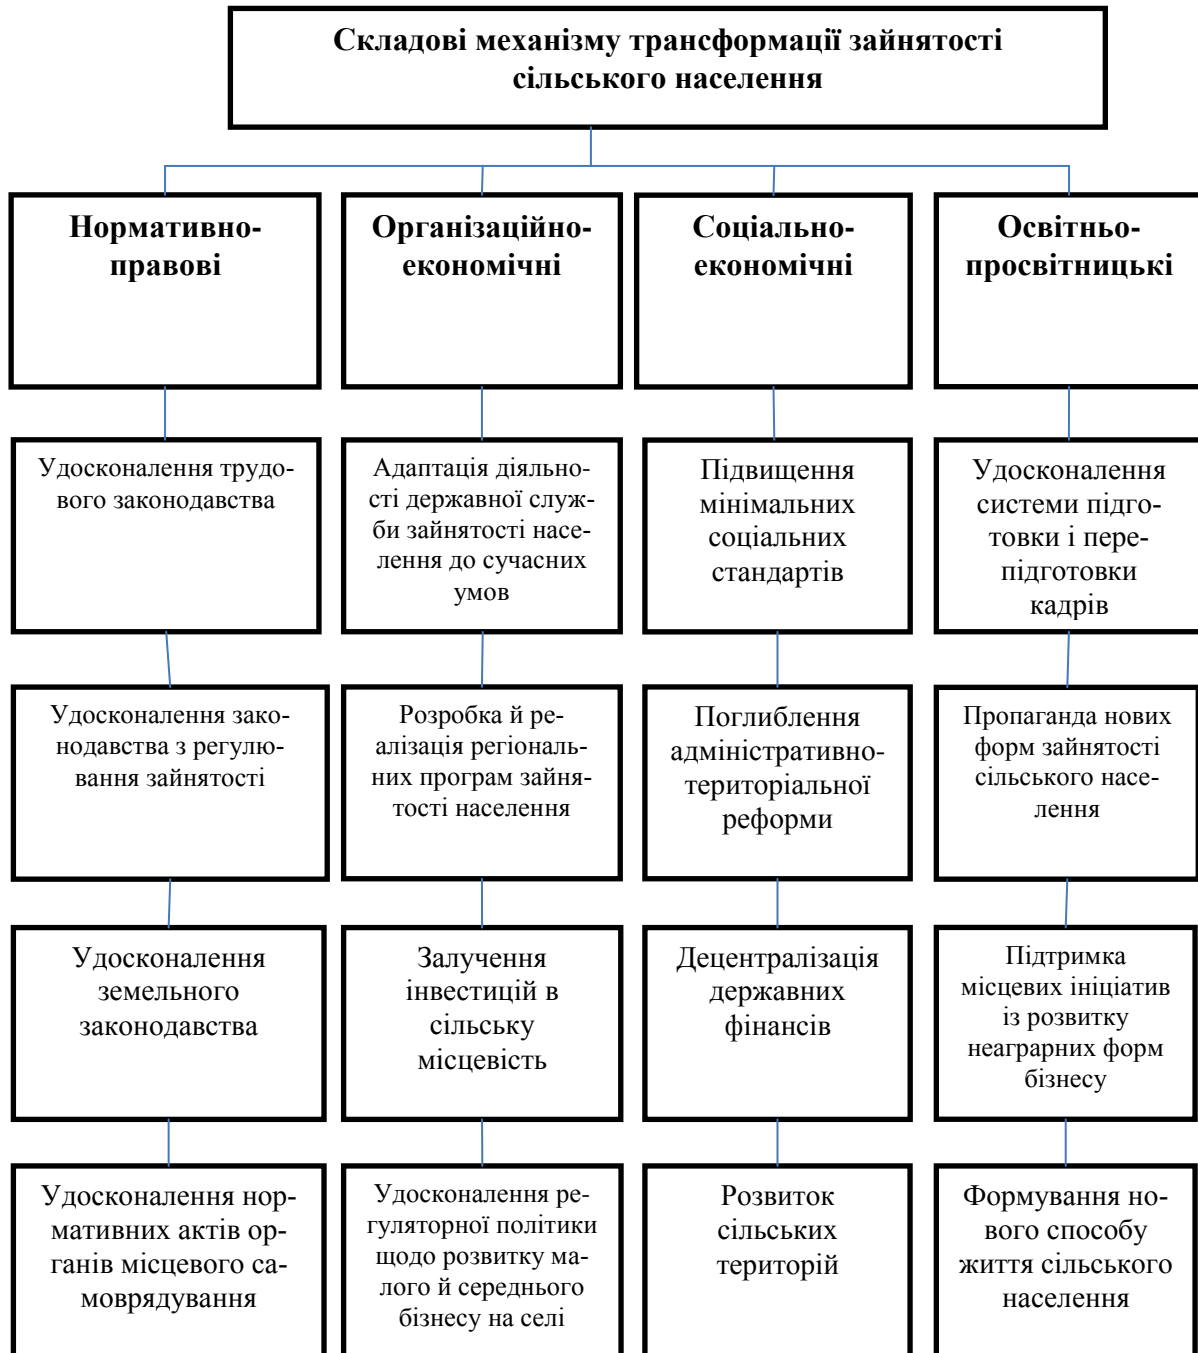 Складові механізму трансформації зайнятості
сільського населення
Нормативно-
правові
Організаційно-
економічні
Соціально-
економічні
Освітньо-
просвітницькі
Удосконалення трудо-
вого законодавства
Адаптація діяльно-
сті державної служ-
би зайнятості насе-
лення до сучасних
умов
Підвищення
мінімальних
соціальних
стандартів
Удосконалення
системи підго-
товки і пере-
підготовки
кадрів
Удосконалення зако-
нодавства з регулю-
вання зайнятості
Розробка й ре-
алізація регіональ-
них програм зайня-
тості населення
Поглиблення
адміністративно-
територіальної
реформи
Пропаганда нових
форм зайнятості
сільського насе-
лення
Удосконалення
земельного
законодавства
Залучення
інвестицій в
сільську
місцевість
Децентралізація
державних
фінансів
Підтримка
місцевих ініціатив
із розвитку
неаграрних форм
бізнесу
Удосконалення нор-
мативних актів ор-
ганів місцевого са-
моврядування
Удосконалення ре-
гуляторної політики
щодо розвитку ма-
лого й середнього
бізнесу на селі
Розвиток
сільських
територій
Формування но-
вого способу
життя сільського
населення